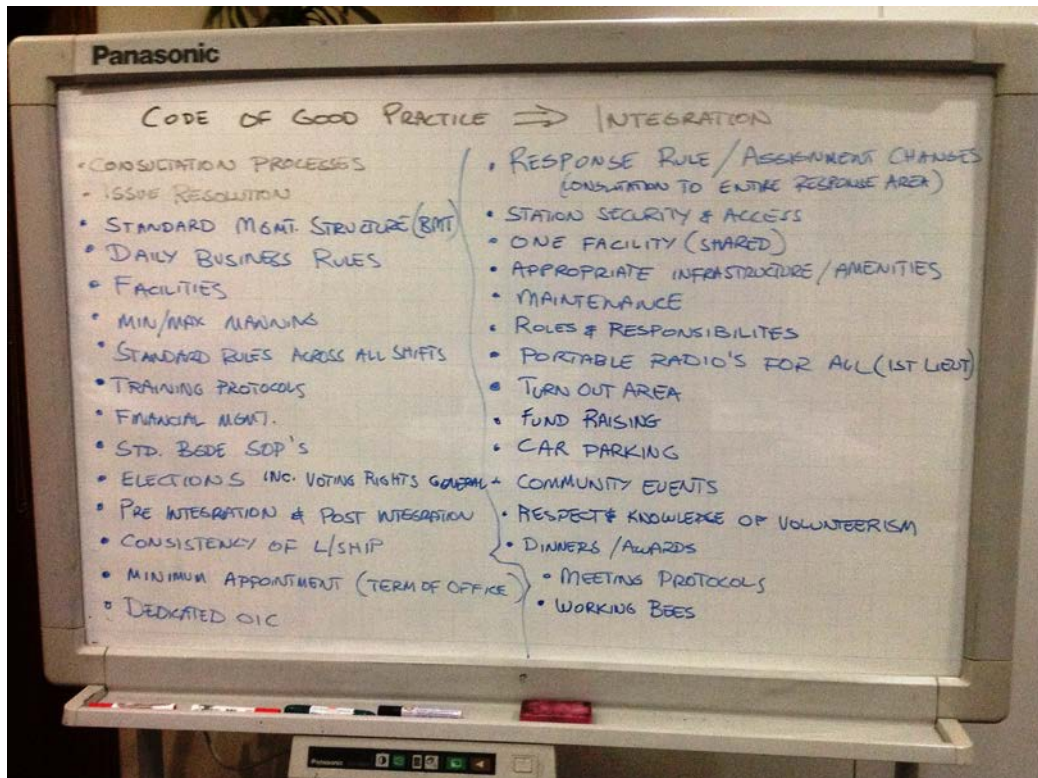 Panasonic
CODE OF GOOD PRACTICE ⇒ INTEGRATION
• CONSULTATION PROCESSES
• ISSUE RESOLUTION
• STANDARD MGMT. STRUCTURE (BMT)
• DAILY BUSINESS RULES
• FACILITIES
• MIN/MAX MANNING
• STANDARD RULES ACROSS ALL SHIFTS
• TRAINING PROTOCOLS
• FINANCIAL MGMT.
• STD. BGDE SOP'S
• ELECTIONS INC. VOTING RIGHTS GENERAL
• PRE INTEGRATION & POST INTEGRATION
• CONSISTENCY OF L/SHIP
• MINIMUM APPOINTMENT (TERM OF OFFICE)
• DEDICATED OIC
• RESPONSE RULE / ASSIGNMENT CHANGES
(CONSULTATION TO ENTIRE RESPONSE AREA)
• STATION SECURITY & ACCESS
• ONE FACILITY (SHARED)
• APPROPRIATE INFRASTRUCTURE / AMENITIES
• MAINTENANCE
• ROLES & RESPONSIBILITES
• PORTABLE RADIO'S FOR ALL (1ST LIEUT)
• TURN OUT AREA
• FUND RAISING
• CAR PARKING
• COMMUNITY EVENTS
• RESPECT & KNOWLEDGE OF VOLUNTEERISM
• DINNERS / AWARDS
• MEETING PROTOCOLS
• WORKING BEES
Panasonic